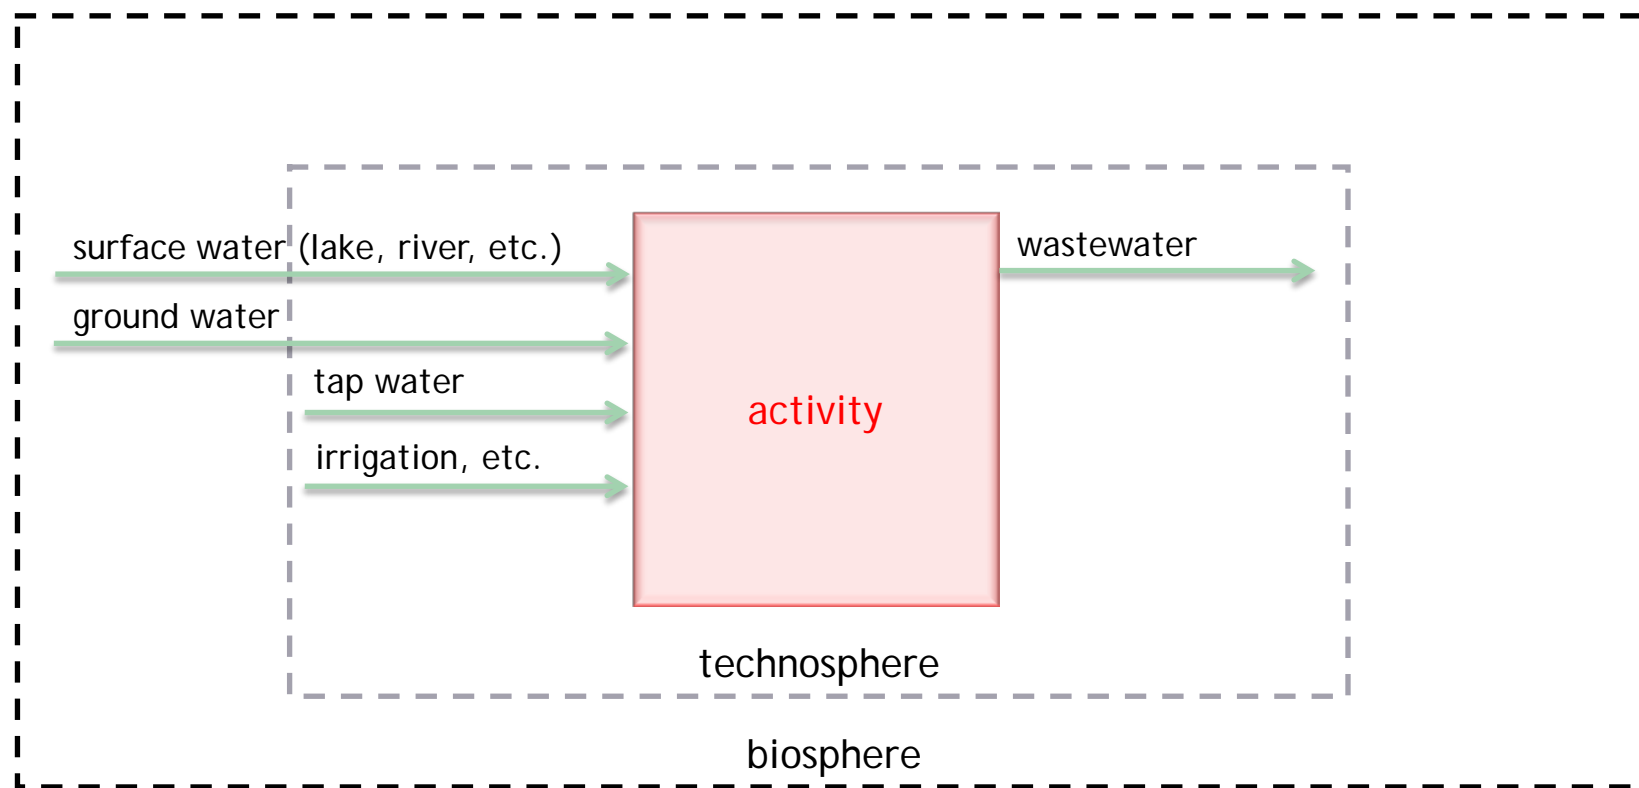 surface water (lake, river, etc.)
wastewater
ground water
tap water
activity
irrigation, etc.
technosphere
biosphere